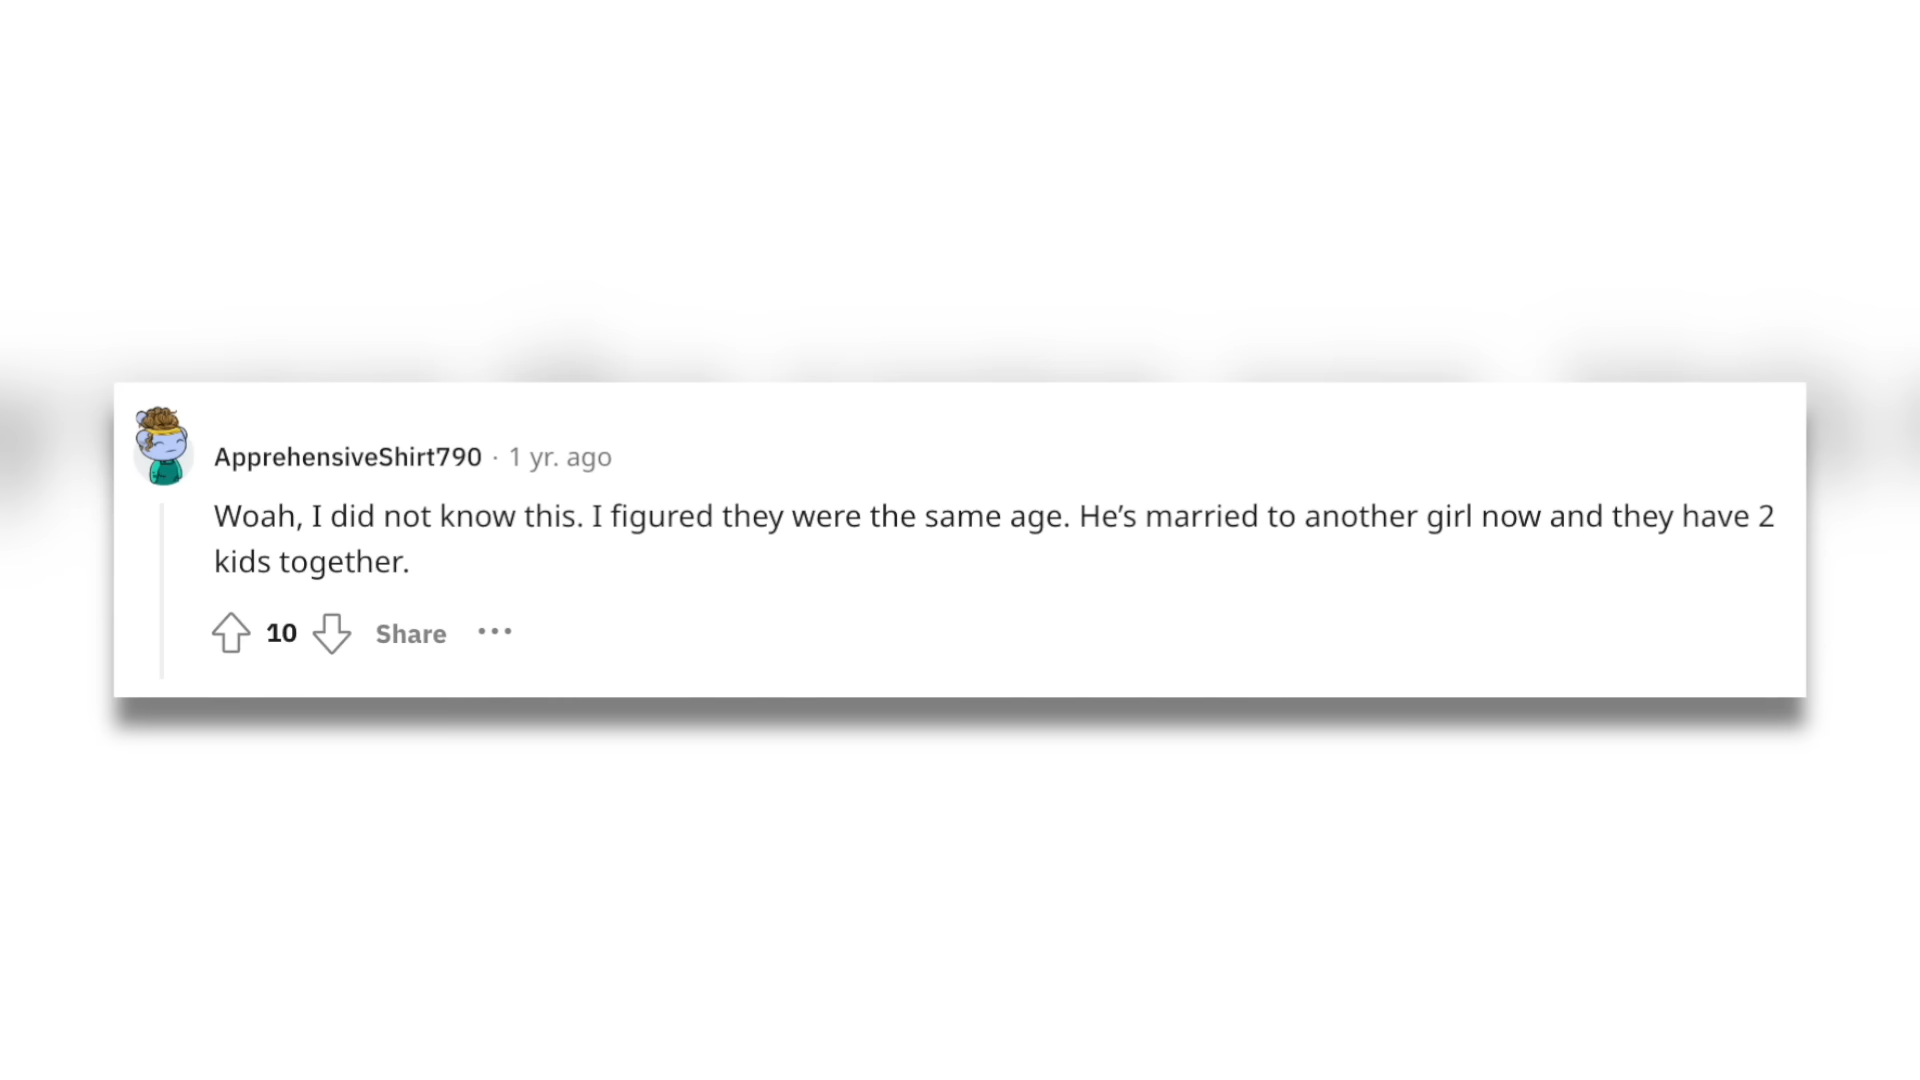 ApprehensiveShirt790 · 1 yr. ago
Woah, I did not know this. I figured they were the same age. He’s married to another girl now and they have 2
kids together.
10 Share ···